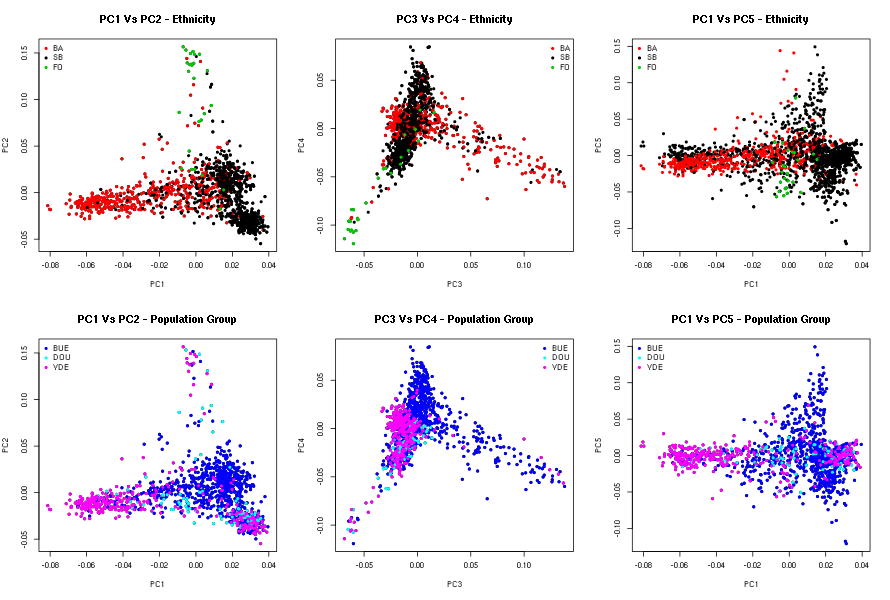 PC1 Vs PC2 - Ethnicity
BA
SB
FO
PC2
0.15
0.10
0.05
0.00
-0.05
-0.08 -0.06 -0.04 -0.02 0.00 0.02 0.04
PC1
PC3 Vs PC4 - Ethnicity
BA
SB
FO
PC4
0.05
0.00
-0.05
-0.10
-0.05 0.00 0.05 0.10
PC3
PC1 Vs PC5 - Ethnicity
BA
SB
FO
PC5
0.15
0.10
0.05
0.00
-0.05
-0.10
-0.08 -0.06 -0.04 -0.02 0.00 0.02 0.04
PC1
PC1 Vs PC2 - Population Group
BUE
DOU
YDE
PC2
0.15
0.10
0.05
0.00
-0.05
-0.08 -0.06 -0.04 -0.02 0.00 0.02 0.04
PC1
PC3 Vs PC4 - Population Group
BUE
DOU
YDE
PC4
0.05
0.00
-0.05
-0.10
-0.05 0.00 0.05 0.10
PC3
PC1 Vs PC5 - Population Group
BUE
DOU
YDE
PC5
0.15
0.10
0.05
0.00
-0.05
-0.10
-0.08 -0.06 -0.04 -0.02 0.00 0.02 0.04
PC1